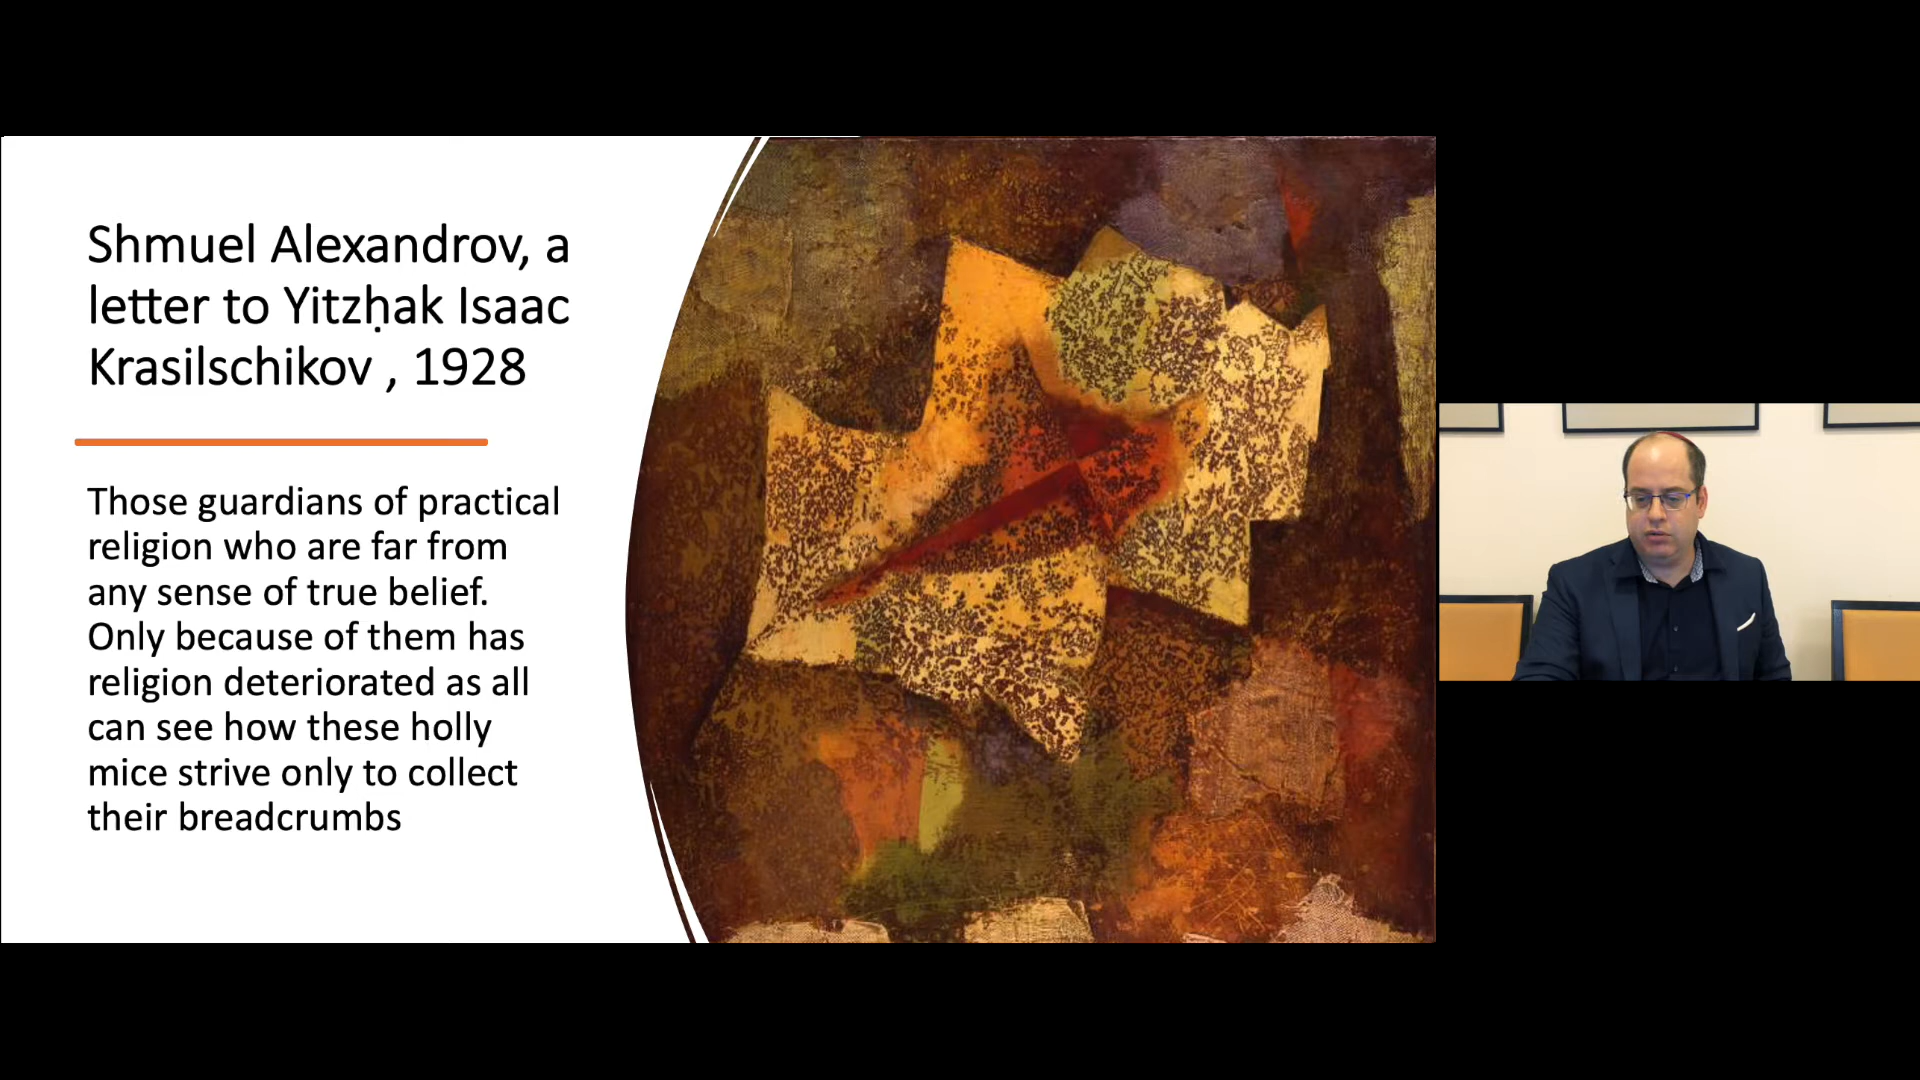 Shmuel Alexandrov, a
letter to Yitzḥak Isaac
Krasilschikov , 1928
Those guardians of practical
religion who are far from
any sense of true belief.
Only because of them has
religion deteriorated as all
can see how these holly
mice strive only to collect
their breadcrumbs